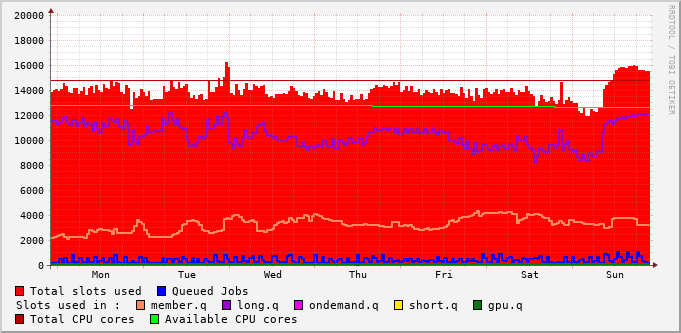 20000
18000
16000
14000
12000
10000
8000
6000
4000
2000
0
Mon Tue Wed Thu Fri Sat Sun
RRDTOOL / TOBI OETIKER
Total slots used Queued Jobs
Slots used in : member.q long.q ondemand.q short.q gpu.q
Total CPU cores Available CPU cores